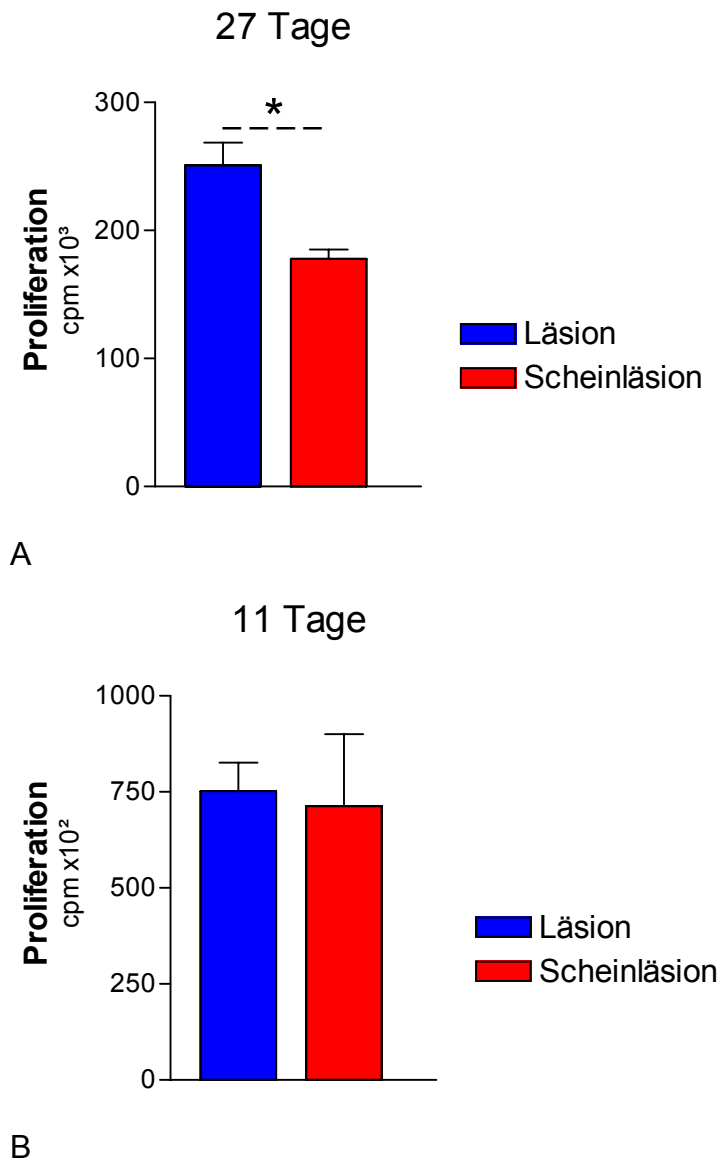 27 Tage
300
*
200
100
0
Proliferation
cpm x10³
Läsion
Scheinläsion
A
11 Tage
1000
750
500
250
0
Proliferation
cpm x10²
Läsion
Scheinläsion
B